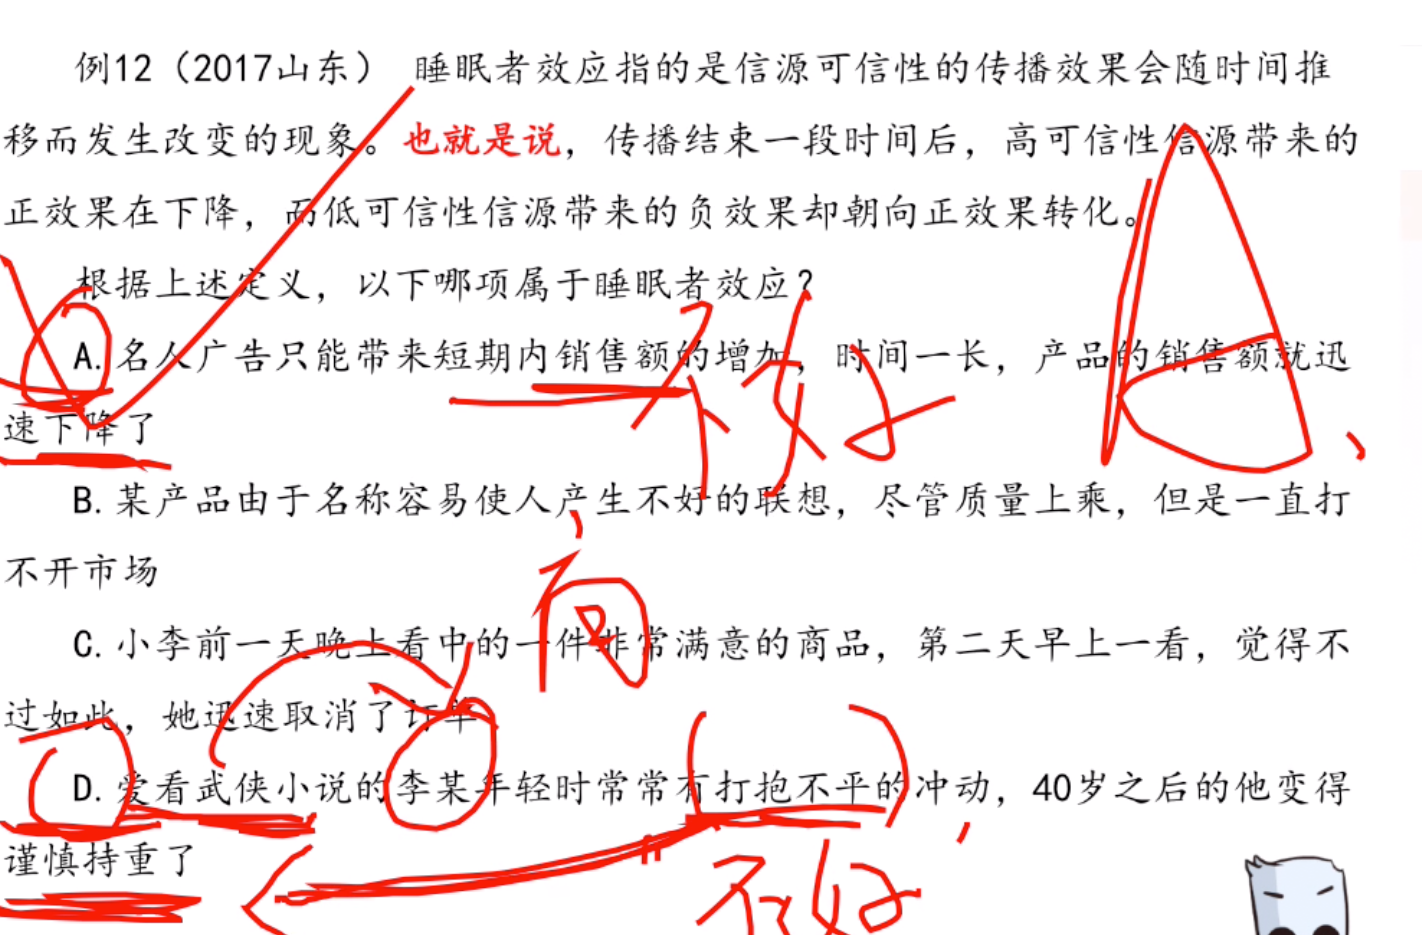 例12（2017山东） 睡眠者效应指的是信源可信性的传播效果会随时间推
移而发生改变的现象。也就是说，传播结束一段时间后，高可信性信源带来的
正效果在下降，而低可信性信源带来的负效果却朝向正效果转化。
根据上述定义，以下哪项属于睡眠者效应？
A.名人广告只能带来短期内销售额的增加，时间一长，产品的销售额就迅
速下降了
不好
B.某产品由于名称容易使人产生不好的联想，尽管质量上乘，但是一直打
不开市场
C.小李前一天晚上看中的一件非常满意的商品，第二天早上一看，觉得不
过如此，她迅速取消了订单
D.爱看武侠小说的李某年轻时常常有打抱不平的冲动，40岁之后的他变得
谨慎持重了
不好